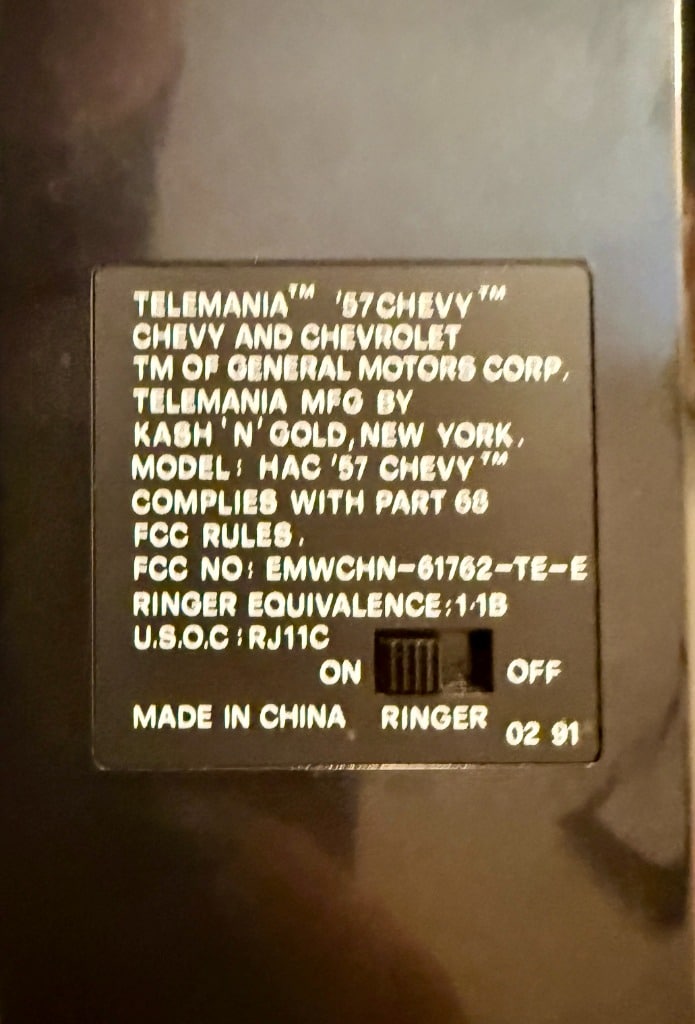 TELEMANIA™ '57 CHEVY™
CHEVY AND CHEVROLET
TM OF GENERAL MOTORS CORP.
TELEMANIA MFG BY
KASH 'N' GOLD, NEW YORK.
MODEL: HAC '57 CHEVY™
COMPLIES WITH PART 68
FCC RULES.
FCC NO: EMWCHN-61762-TE-E
RINGER EQUIVALENCE:1·1B
U.S.O.C:RJ11C
ON OFF
MADE IN CHINA RINGER 02 91